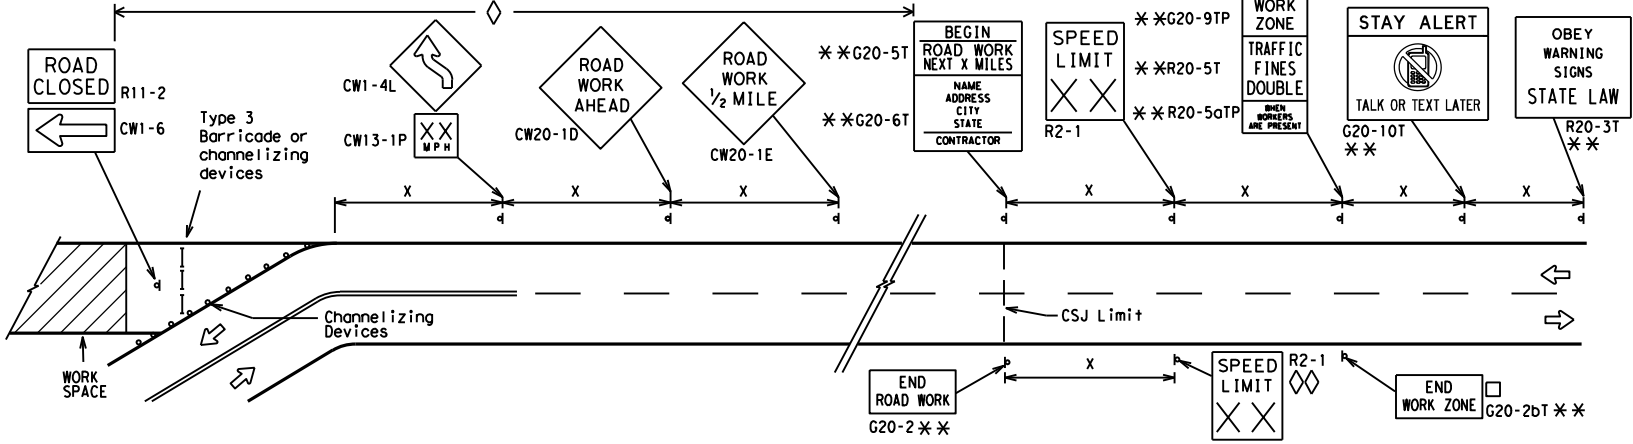 ROAD
CLOSED
R11-2
CW1-6
Type 3
Barricade or
channelizing
devices
CW1-4L
XX
MPH
CW13-1P
ROAD
WORK
AHEAD
CW20-1D
ROAD
WORK
1/2 MILE
CW20-1E
**G20-5T
BEGIN
ROAD WORK
NEXT X MILES
NAME
ADDRESS
CITY
STATE
CONTRACTOR
**G20-6T
SPEED
LIMIT
XX
R2-1
**G20-9TP
WORK
ZONE
**R20-5T
TRAFFIC
FINES
DOUBLE
**R20-5aTP
WHEN
WORKERS
ARE PRESENT
STAY ALERT
TALK OR TEXT LATER
G20-10T
**
OBEY
WARNING
SIGNS
STATE LAW
R20-3T
**
X
X
X
X
X
X
X
Channelizing
Devices
CSJ Limit
WORK
SPACE
X
END
ROAD WORK
G20-2 **
SPEED
LIMIT
XX
R2-1
END
WORK ZONE
G20-2bT **